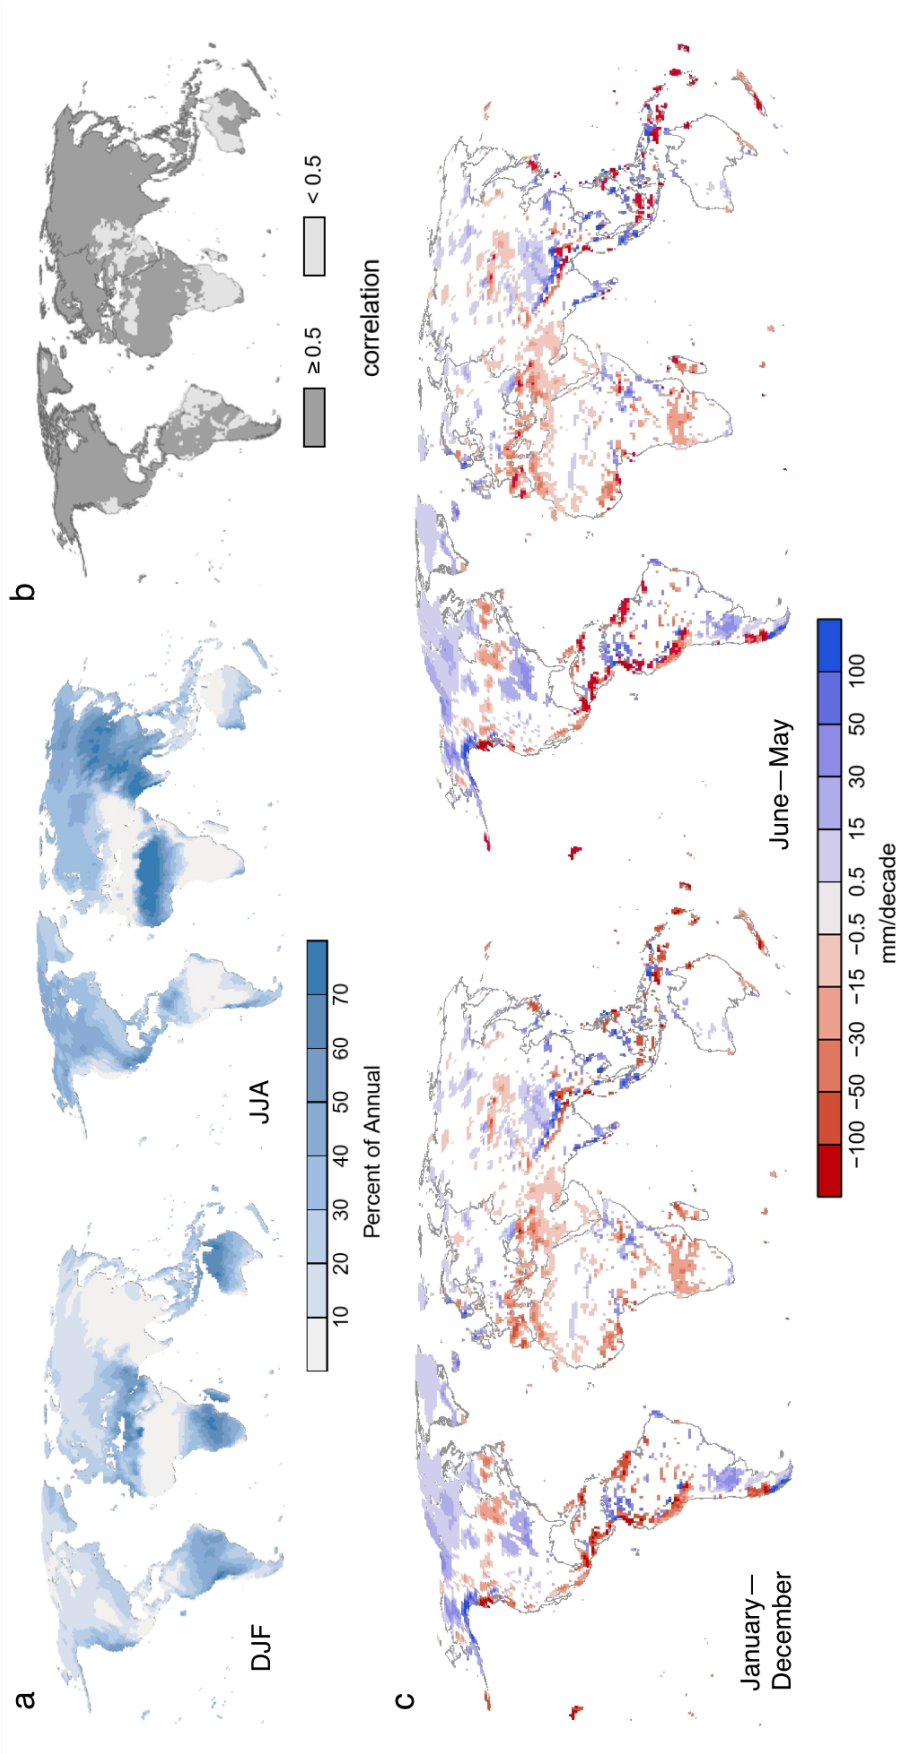 a
DJF
JJA
10 20 30 40 50 60 70
Percent of Annual
b
≥0.5 < 0.5
correlation
c
January—
December
June—May
−100 −50 −30 −15 −0.5 0.5 15 30 50 100
mm/decade